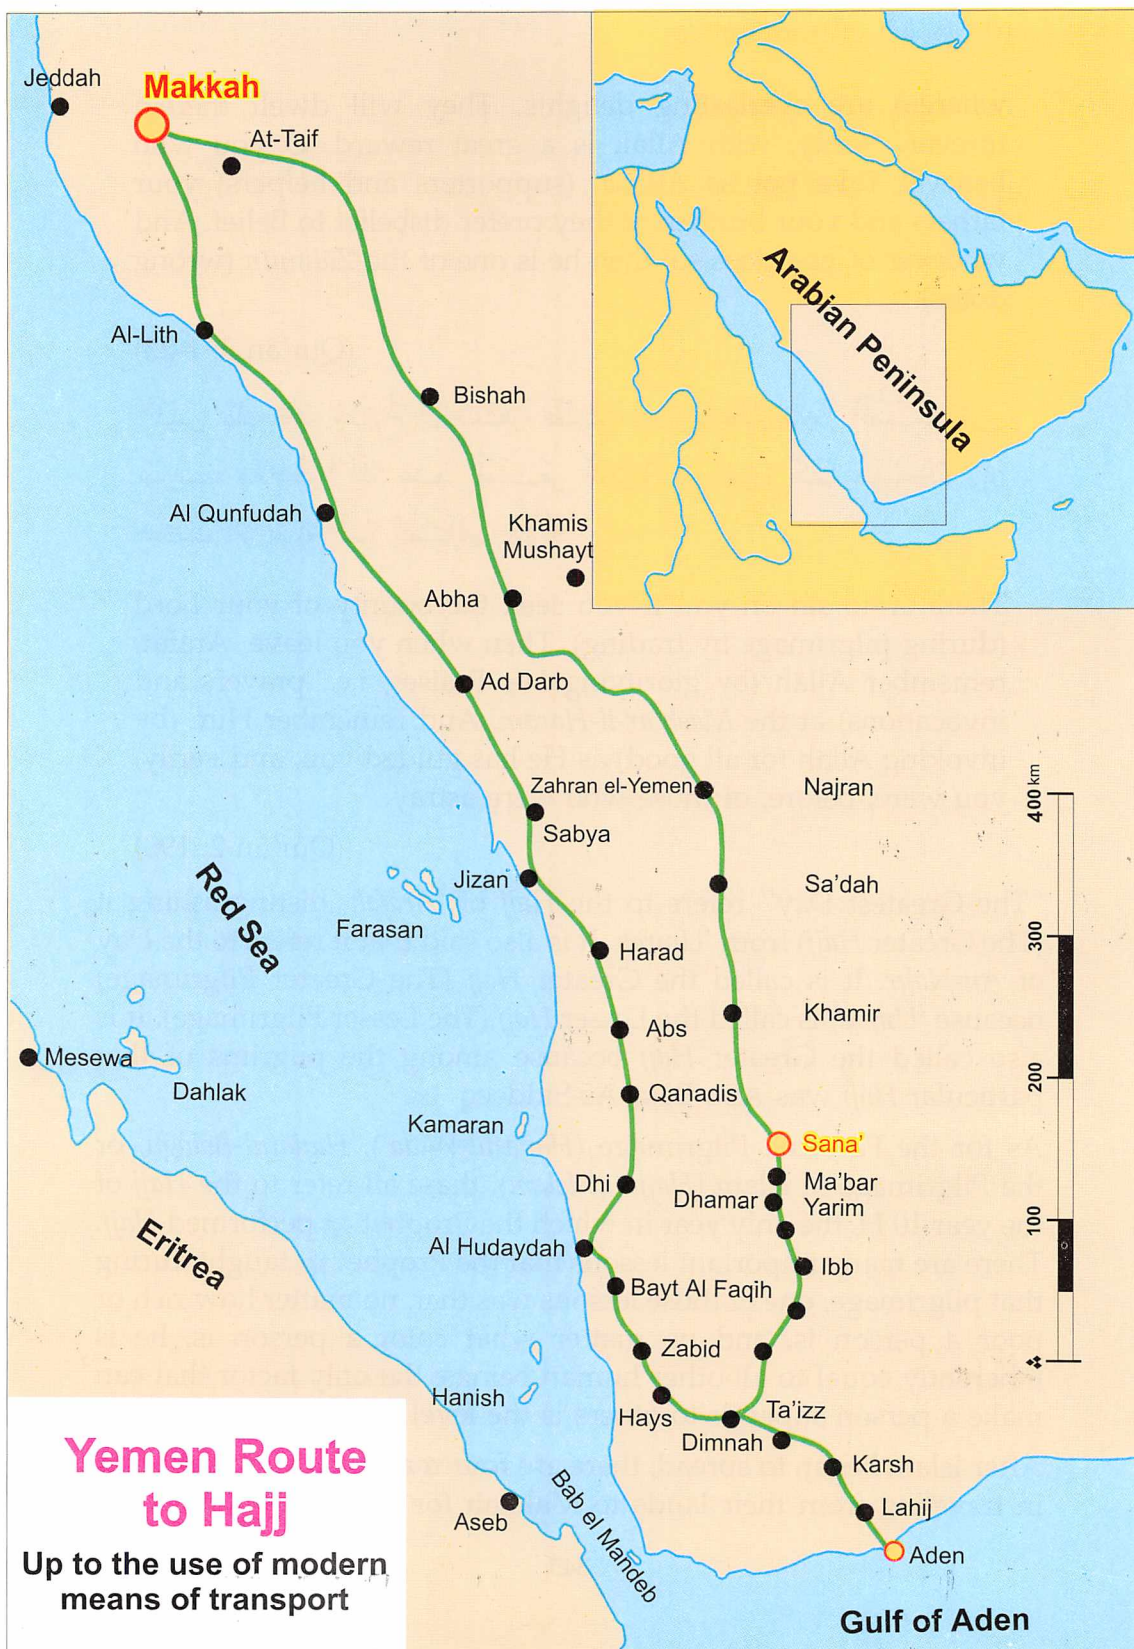 Jeddah
Makkah
At-Taif
Al-Lith
Bishah
Al Qunfudah
Khamis
Mushayt
Abha
Ad Darb
Arabian Peninsula
Zahran el-Yemen
Najran
Sabya
Jizan
Sa'dah
Red Sea
Farasan
Harad
Khamir
Abs
Mesewa
Dahlak
Qanadis
Kamaran
Sana'
Dhi
Ma'bar
Dhamar
Yarim
Al Hudaydah
Ibb
Eritrea
Bayt Al Faqih
Zabid
Hanish
Hays
Ta'izz
Dimnah
Karsh
Aseb
Bab el Mandeb
Lahij
Aden
Gulf of Aden
400 km
300
200
100
0
Yemen Route
to Hajj
Up to the use of modern
means of transport